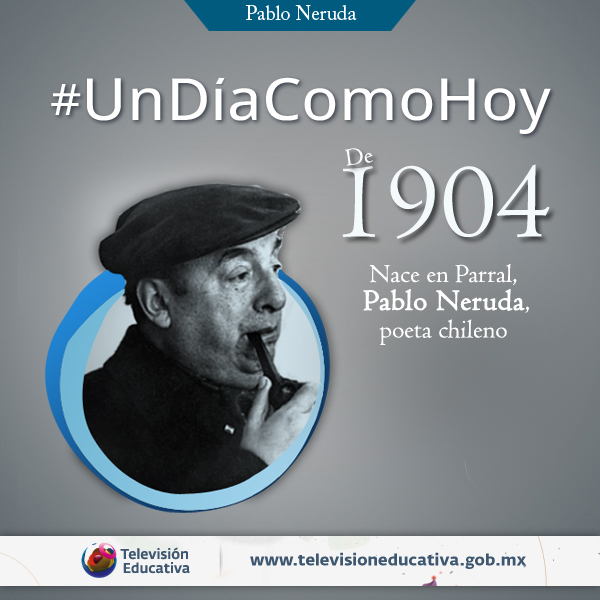 Pablo Neruda
#UnDíaComoHoy
De
1904
Nace en Parral,
Pablo Neruda,
poeta chileno
Televisión
Educativa
www.televisioneducativa.gob.mx